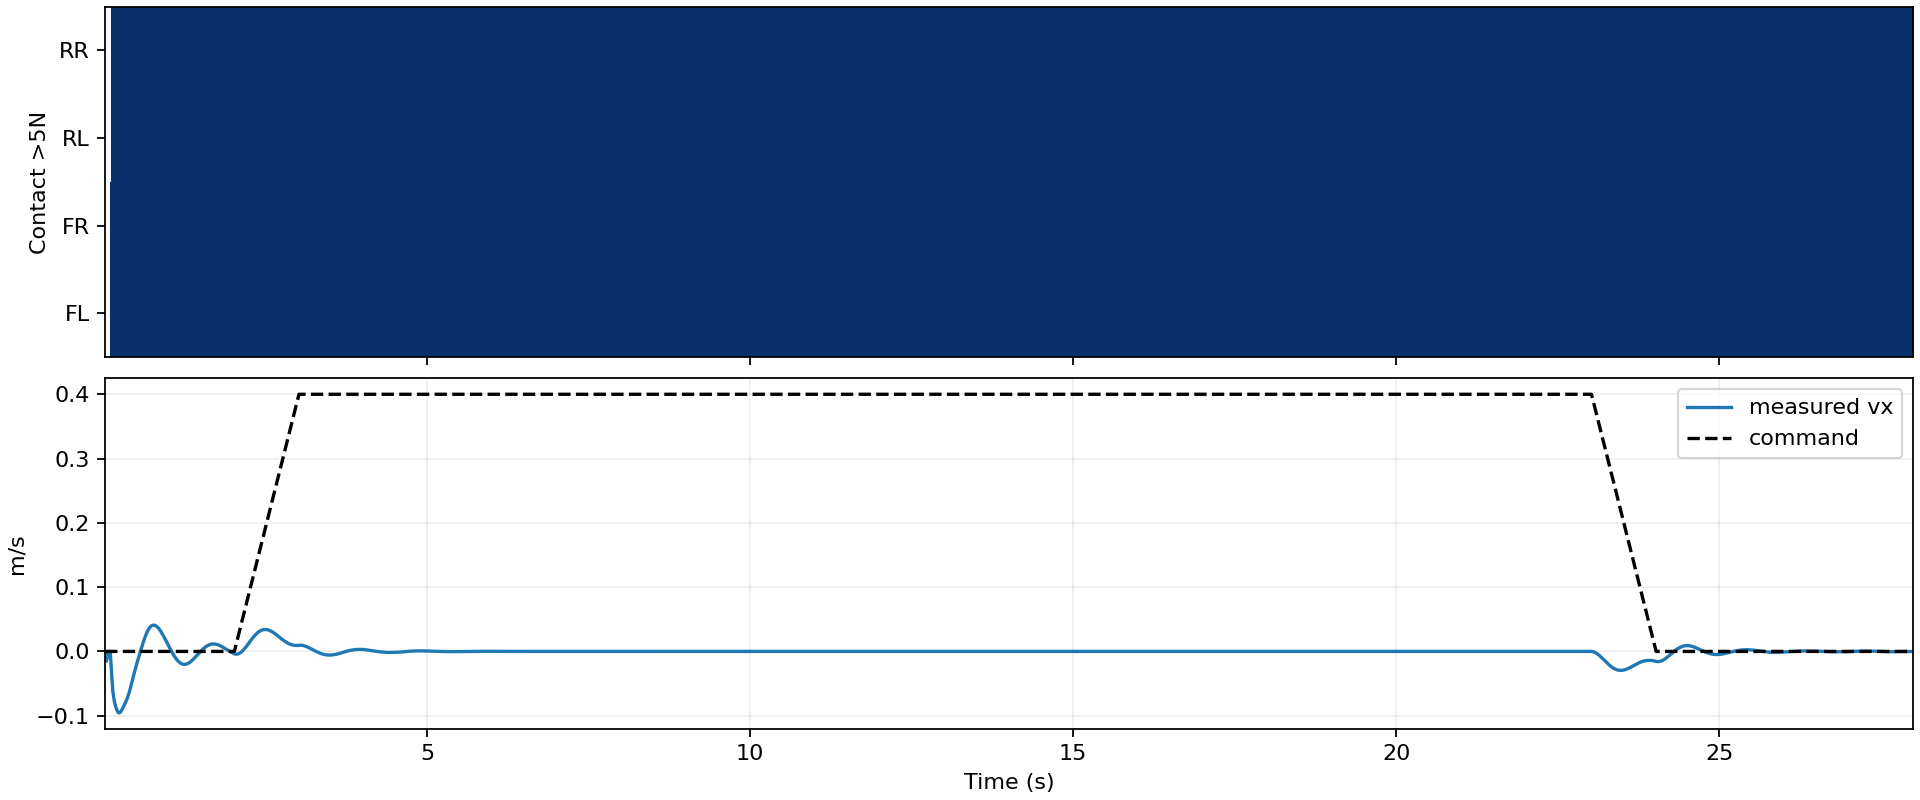 Contact >5N
RR
RL
FR
FL
m/s
0.4
0.3
0.2
0.1
0.0
−0.1
measured vx
command
5
10
15
20
25
Time (s)